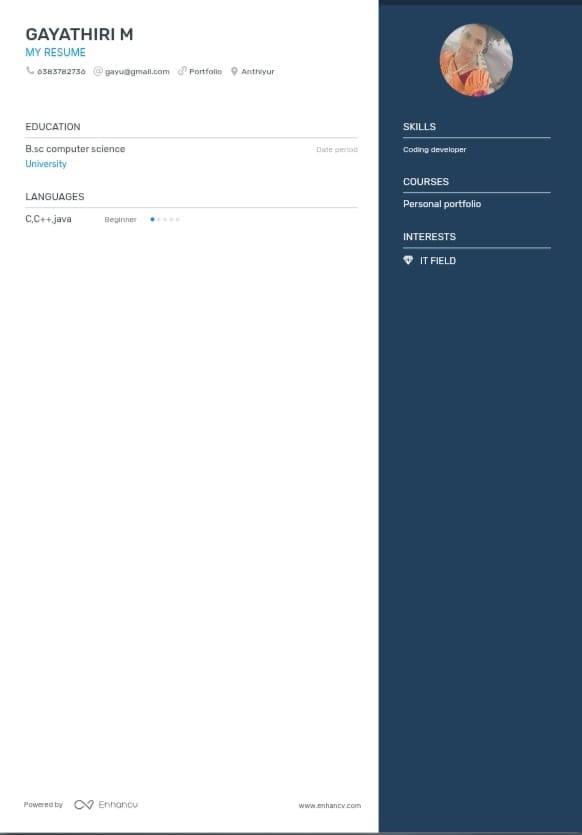 GAYATHIRI M
MY RESUME
6383782736 gayu@gmail.com Portfolio Anthiyur
EDUCATION
B.sc computer science Date period
University
LANGUAGES
C,C++,java Beginner
SKILLS
Coding developer
COURSES
Personal portfolio
INTERESTS
IT FIELD
Powered by Enhancv www.enhancv.com